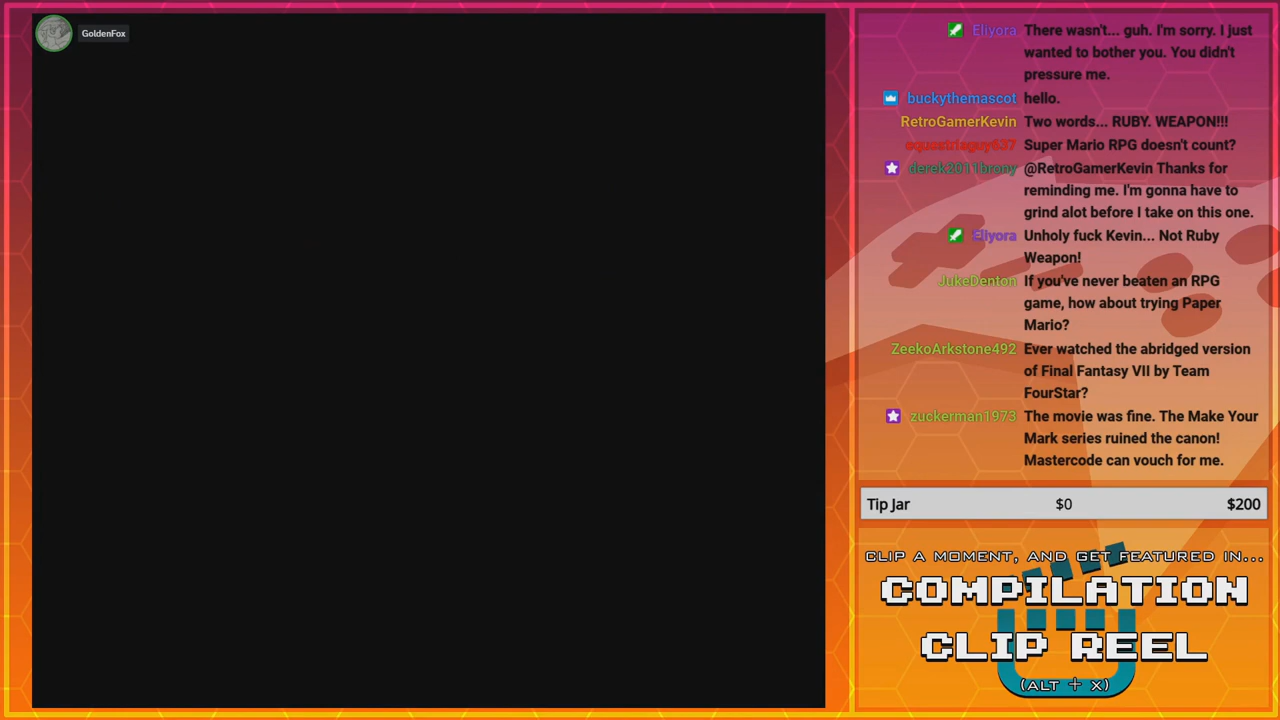 GoldenFox
Eliyora There wasn't... guh. I'm sorry. I just
wanted to bother you. You didn't
pressure me.
buckythemascot hello.
RetroGamerKevin Two words... RUBY. WEAPON!!!
equestriaguy637 Super Mario RPG doesn't count?
derek2011brony @RetroGamerKevin Thanks for
reminding me. I'm gonna have to
grind alot before I take on this one.
Eliyora Unholy fuck Kevin... Not Ruby
Weapon!
JukeDenton If you've never beaten an RPG
game, how about trying Paper
Mario?
ZeekoArkstone492 Ever watched the abridged version
of Final Fantasy VII by Team
FourStar?
zuckerman1973 The movie was fine. The Make Your
Mark series ruined the canon!
Mastercode can vouch for me.
Tip Jar $0 $200
CLIP A MOMENT, AND GET FEATURED IN...
COMPILATION
CLIP REEL
(ALT + X)